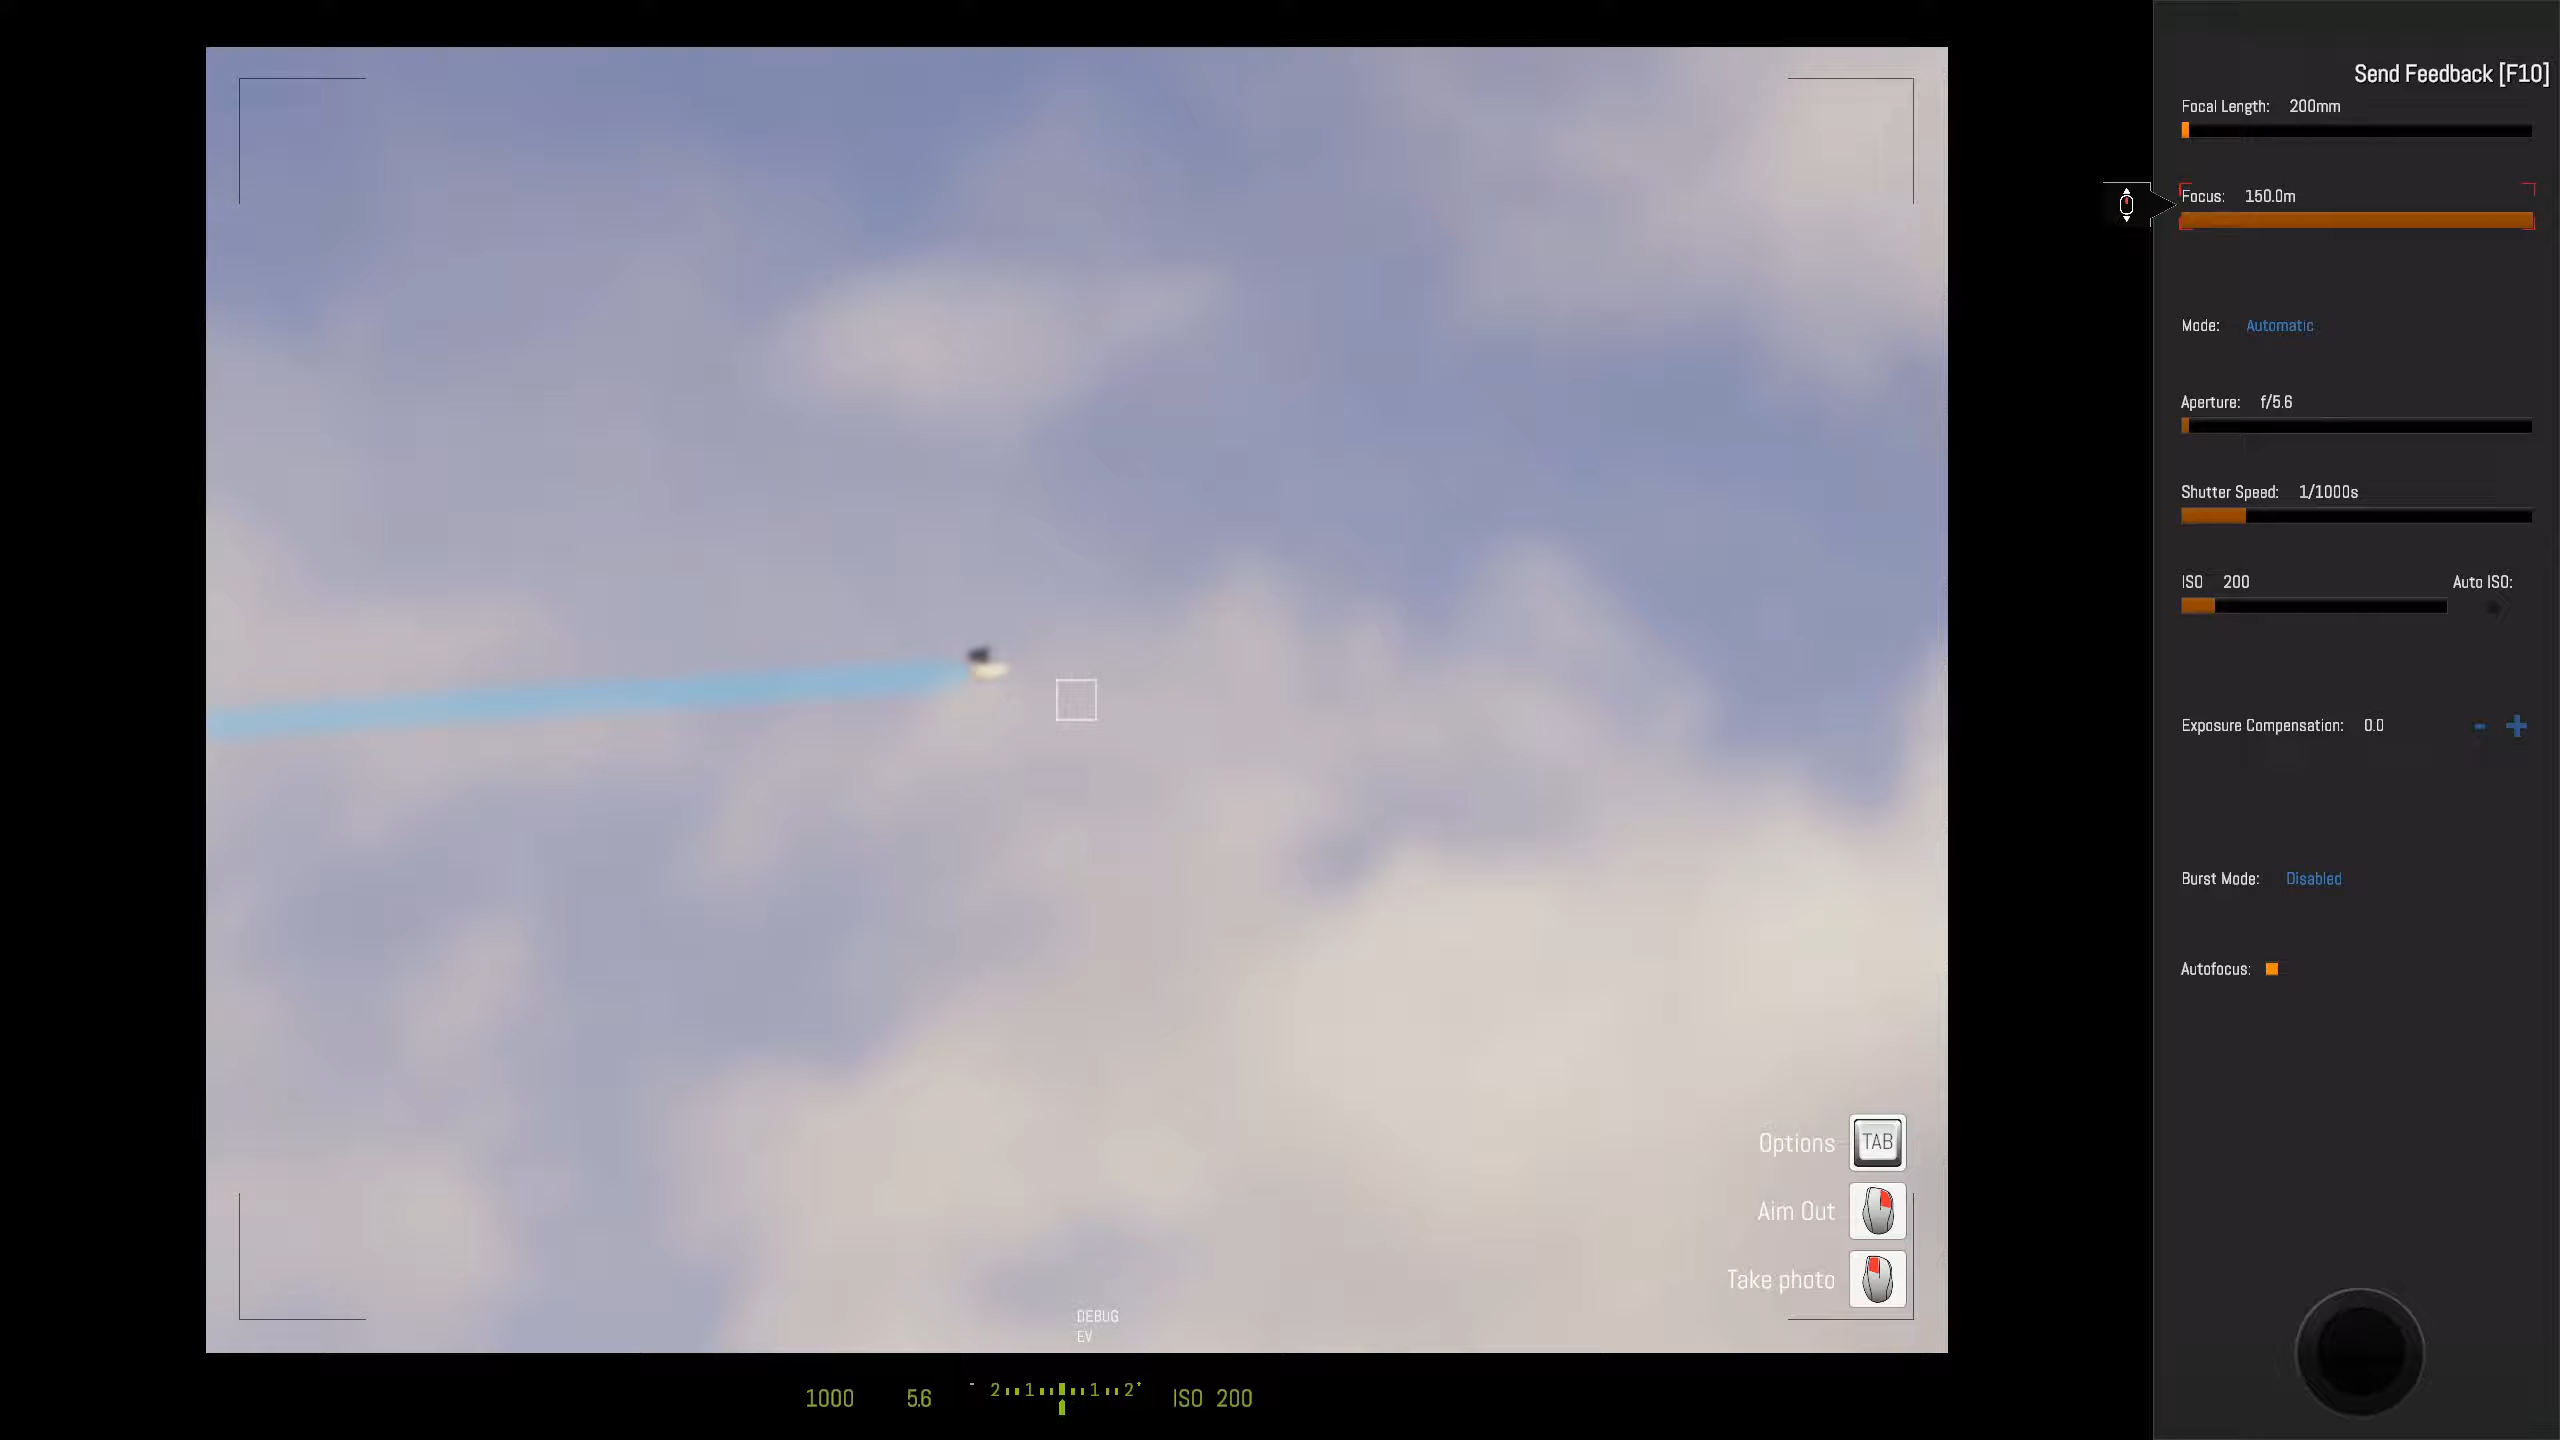 Send Feedback [F10]
Focal Length: 200mm
Focus: 150.0m
Mode: Automatic
Aperture: f/5.6
Shutter Speed: 1/1000s
ISO 200 Auto ISO:
Exposure Compensation: 0.0 - +
Burst Mode: Disabled
Autofocus:
Options TAB
Aim Out
Take photo
DEBUG
EV
1000 5.6 - 2 1 1 2 + ISO 200